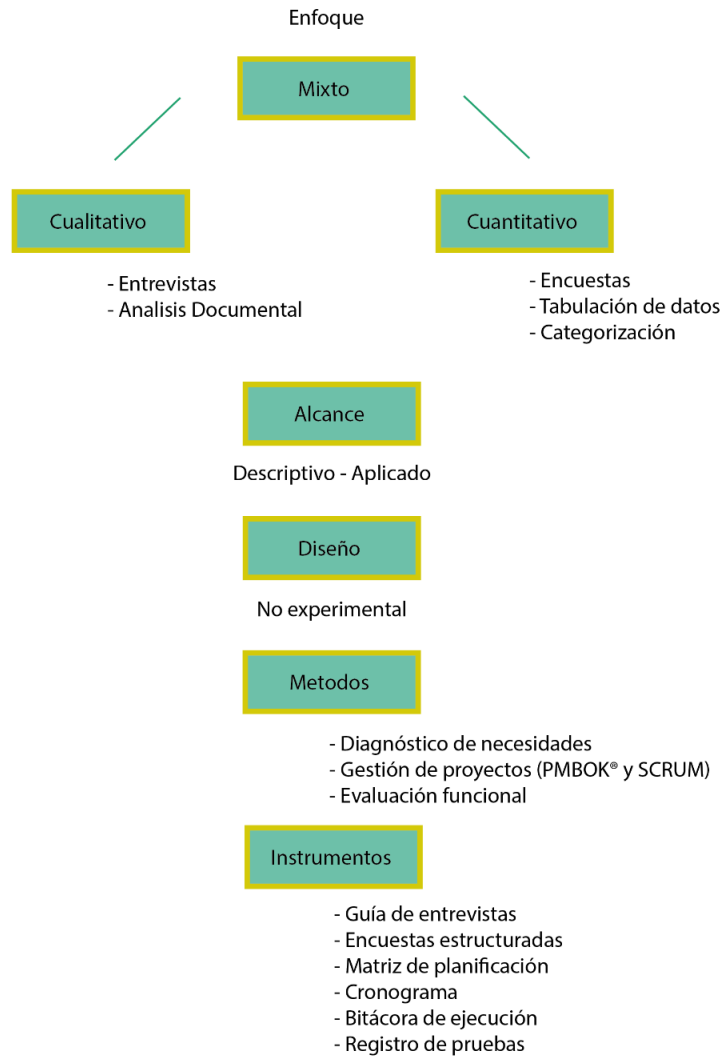 Enfoque
Mixto
Cualitativo
- Entrevistas
- Analisis Documental
Cuantitativo
- Encuestas
- Tabulación de datos
- Categorización
Alcance
Descriptivo - Aplicado
Diseño
No experimental
Metodos
- Diagnóstico de necesidades
- Gestión de proyectos (PMBOK® y SCRUM)
- Evaluación funcional
Instrumentos
- Guía de entrevistas
- Encuestas estructuradas
- Matriz de planificación
- Cronograma
- Bitácora de ejecución
- Registro de pruebas